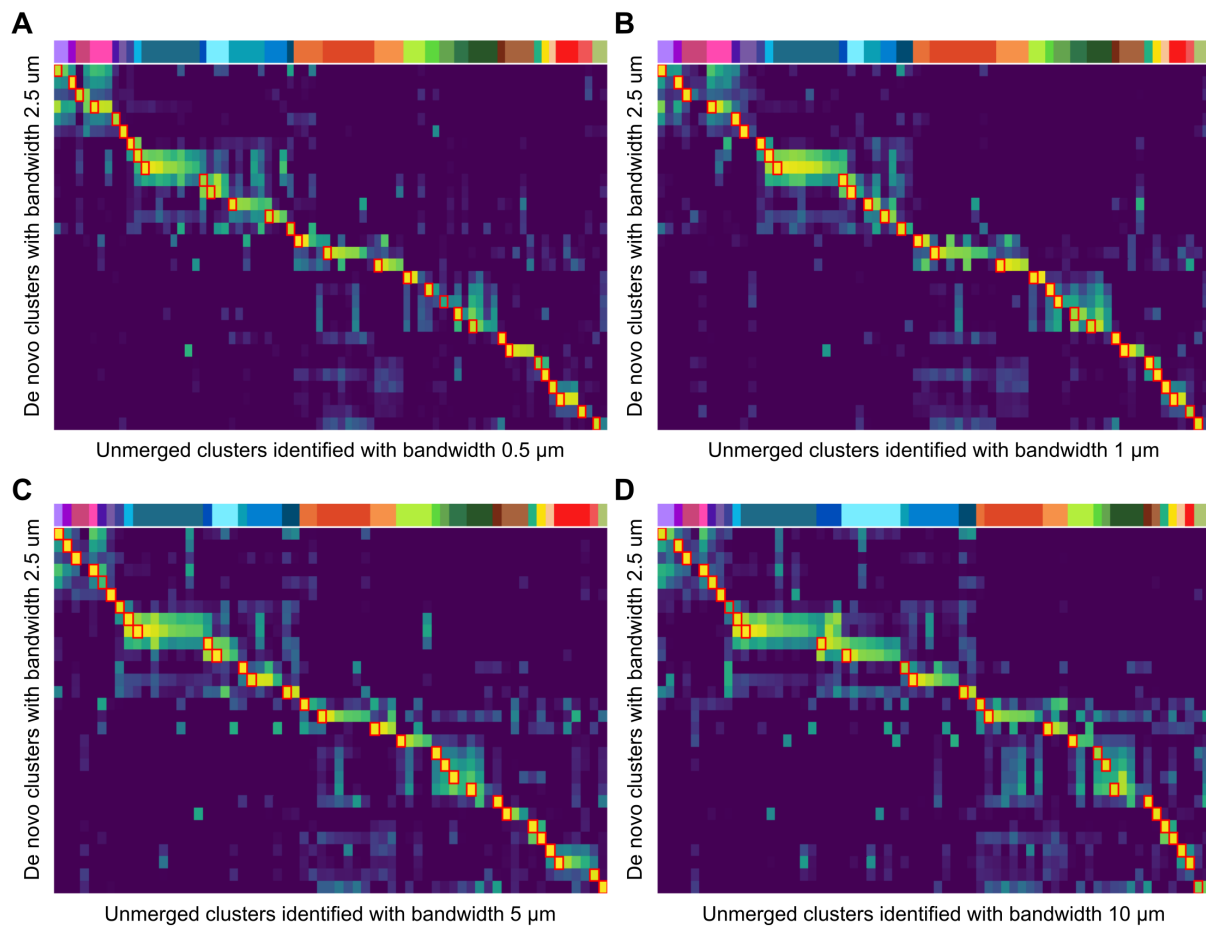 A
De novo clusters with bandwidth 2.5 um
Unmerged clusters identified with bandwidth 0.5 µm
B
De novo clusters with bandwidth 2.5 um
Unmerged clusters identified with bandwidth 1 µm
C
De novo clusters with bandwidth 2.5 um
Unmerged clusters identified with bandwidth 5 µm
D
De novo clusters with bandwidth 2.5 um
Unmerged clusters identified with bandwidth 10 µm